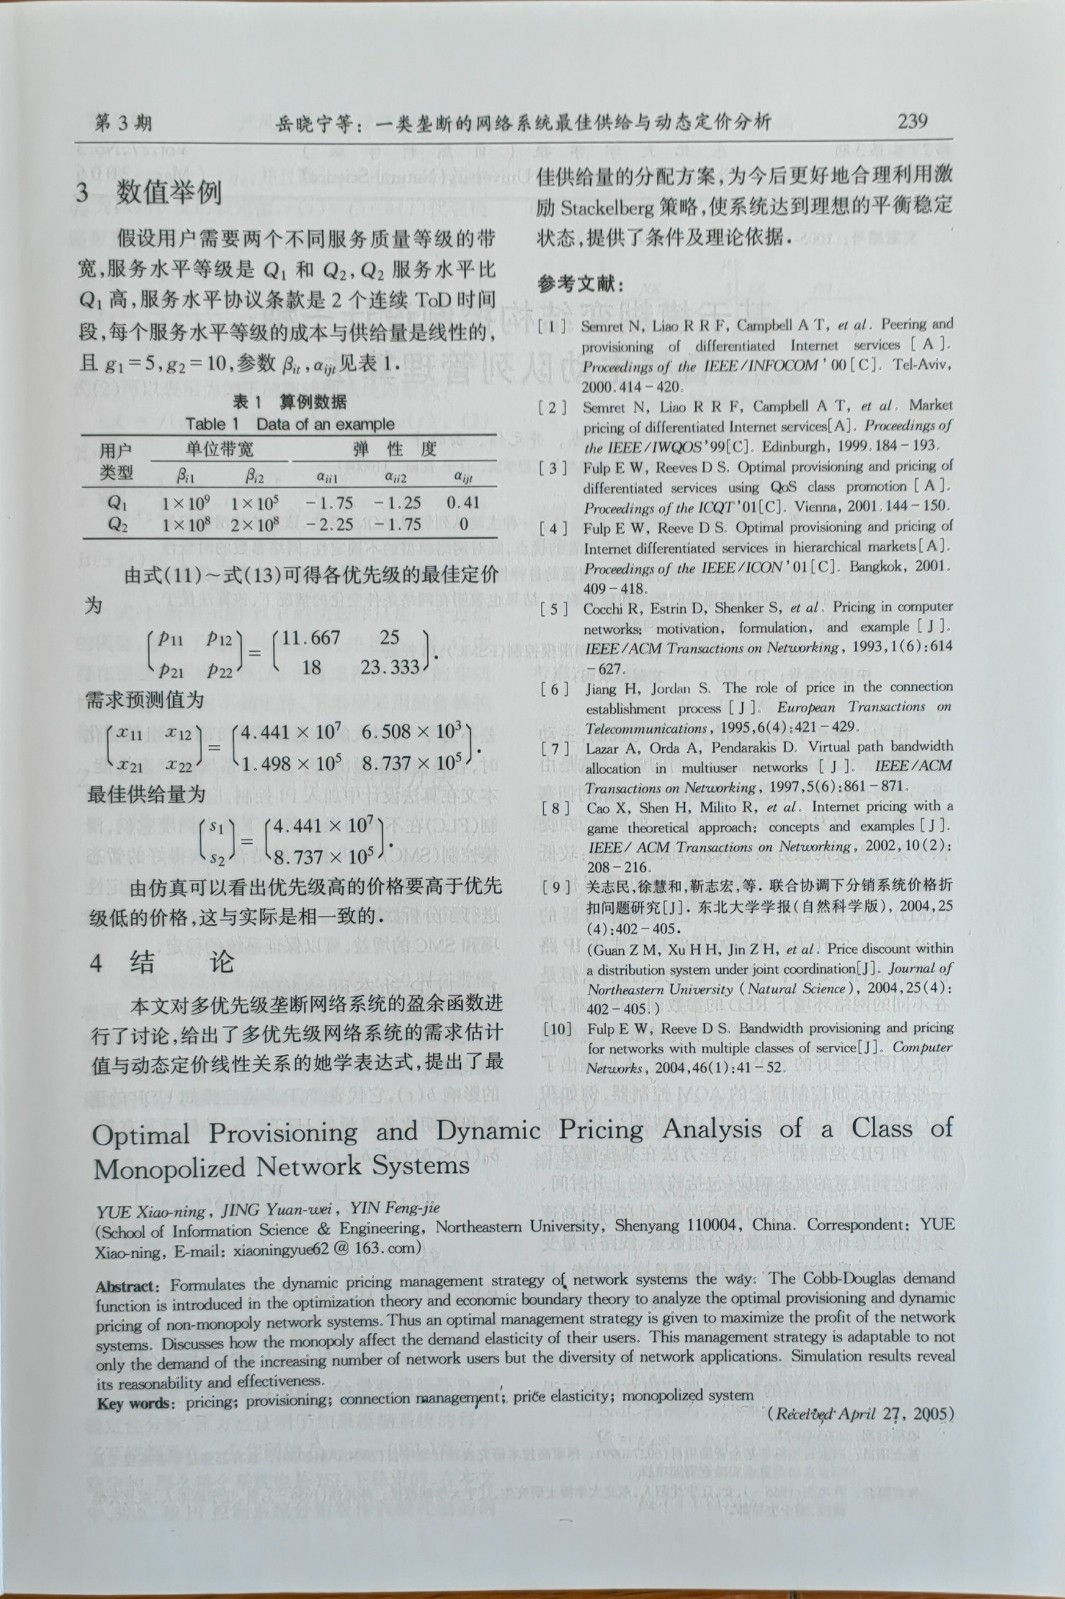 第 3 期 岳晓宁等：一类垄断的网络系统最佳供给与动态定价分析 239
3 数值举例
假设用户需要两个不同服务质量等级的带
宽,服务水平等级是 Q₁ 和 Q₂,Q₂ 服务水平比
Q₁ 高,服务水平协议条款是 2 个连续 ToD 时间
段,每个服务水平等级的成本与供给量是线性的,
且 g₁=5,g₂=10,参数 βᵢₜ,αᵢⱼₜ见表 1.
表 1 算例数据
Table 1 Data of an example
用户 单位带宽 弹 性 度
类型 βᵢ₁ βᵢ₂ αᵢᵢ₁ αᵢᵢ₂ αᵢⱼₜ
Q₁ 1×10⁹ 1×10⁵ -1.75 -1.25 0.41
Q₂ 1×10⁸ 2×10⁸ -2.25 -1.75 0
由式(11)～式(13)可得各优先级的最佳定价
为
(p₁₁ p₁₂) = (11.667 25)
(p₂₁ p₂₂) (18 23.333).
需求预测值为
(x₁₁ x₁₂) = (4.441 × 10⁷ 6.508 × 10³)
(x₂₁ x₂₂) (1.498 × 10⁵ 8.737 × 10⁵).
最佳供给量为
(s₁) = (4.441 × 10⁷)
(s₂) (8.737 × 10⁵).
由仿真可以看出优先级高的价格要高于优先
级低的价格,这与实际是相一致的.
4 结 论
本文对多优先级垄断网络系统的盈余函数进
行了讨论,给出了多优先级网络系统的需求估计
值与动态定价线性关系的她学表达式,提出了最
佳供给量的分配方案,为今后更好地合理利用激
励 Stackelberg 策略,使系统达到理想的平衡稳定
状态,提供了条件及理论依据.
参考文献：
[1] Semret N, Liao R R F, Campbell A T, et al. Peering and
provisioning of differentiated Internet services [A].
Proceedings of the IEEE/INFOCOM'00[C]. Tel-Aviv,
2000.414-420.
[2] Semret N, Liao R R F, Campbell A T, et al. Market
pricing of differentiated Internet services[A]. Proceedings of
the IEEE/IWQOS'99[C]. Edinburgh, 1999.184-193.
[3] Fulp E W, Reeves D S. Optimal provisioning and pricing of
differentiated services using QoS class promotion [A].
Proceedings of the ICQT'01[C]. Vienna, 2001.144-150.
[4] Fulp E W, Reeve D S. Optimal provisioning and pricing of
Internet differentiated services in hierarchical markets[A].
Proceedings of the IEEE/ICON'01[C]. Bangkok, 2001.
409-418.
[5] Cocchi R, Estrin D, Shenker S, et al. Pricing in computer
networks: motivation, formulation, and example [J].
IEEE/ACM Transactions on Networking, 1993,1(6):614
-627.
[6] Jiang H, Jordan S. The role of price in the connection
establishment process [J]. European Transactions on
Telecommunications, 1995,6(4):421-429.
[7] Lazar A, Orda A, Pendarakis D. Virtual path bandwidth
allocation in multiuser networks [J]. IEEE/ACM
Transactions on Networking, 1997,5(6):861-871.
[8] Cao X, Shen H, Milito R, et al. Internet pricing with a
game theoretical approach: concepts and examples [J].
IEEE/ ACM Transactions on Networking, 2002,10(2):
208-216.
[9] 关志民,徐慧和,靳志宏,等. 联合协调下分销系统价格折
扣问题研究[J]. 东北大学学报(自然科学版), 2004,25
(4):402-405.
(Guan Z M, Xu H H, Jin Z H, et al. Price discount within
a distribution system under joint coordination[J]. Journal of
Northeastern University (Natural Science), 2004,25(4):
402-405.)
[10] Fulp E W, Reeve D S. Bandwidth provisioning and pricing
for networks with multiple classes of service[J]. Computer
Networks, 2004,46(1):41-52.
Optimal Provisioning and Dynamic Pricing Analysis of a Class of
Monopolized Network Systems
YUE Xiao-ning, JING Yuan-wei, YIN Feng-jie
(School of Information Science & Engineering, Northeastern University, Shenyang 110004, China. Correspondent: YUE
Xiao-ning, E-mail: xiaoningyue62 @ 163.com)
Abstract: Formulates the dynamic pricing management strategy of network systems the way: The Cobb-Douglas demand
function is introduced in the optimization theory and economic boundary theory to analyze the optimal provisioning and dynamic
pricing of non-monopoly network systems. Thus an optimal management strategy is given to maximize the profit of the network
systems. Discusses how the monopoly affect the demand elasticity of their users. This management strategy is adaptable to not
only the demand of the increasing number of network users but the diversity of network applications. Simulation results reveal
its reasonability and effectiveness.
Key words: pricing; provisioning; connection management; price elasticity; monopolized system
(Received April 27, 2005)